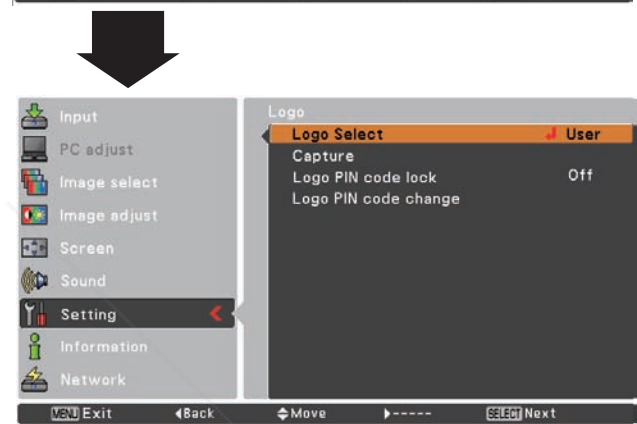 Input
PC adjust
Image select
Image adjust
Screen
Sound
Setting
Information
Network
Logo
Logo Select User
Capture
Logo PIN code lock Off
Logo PIN code change
MENU Exit Back Move ----- SELECT Next